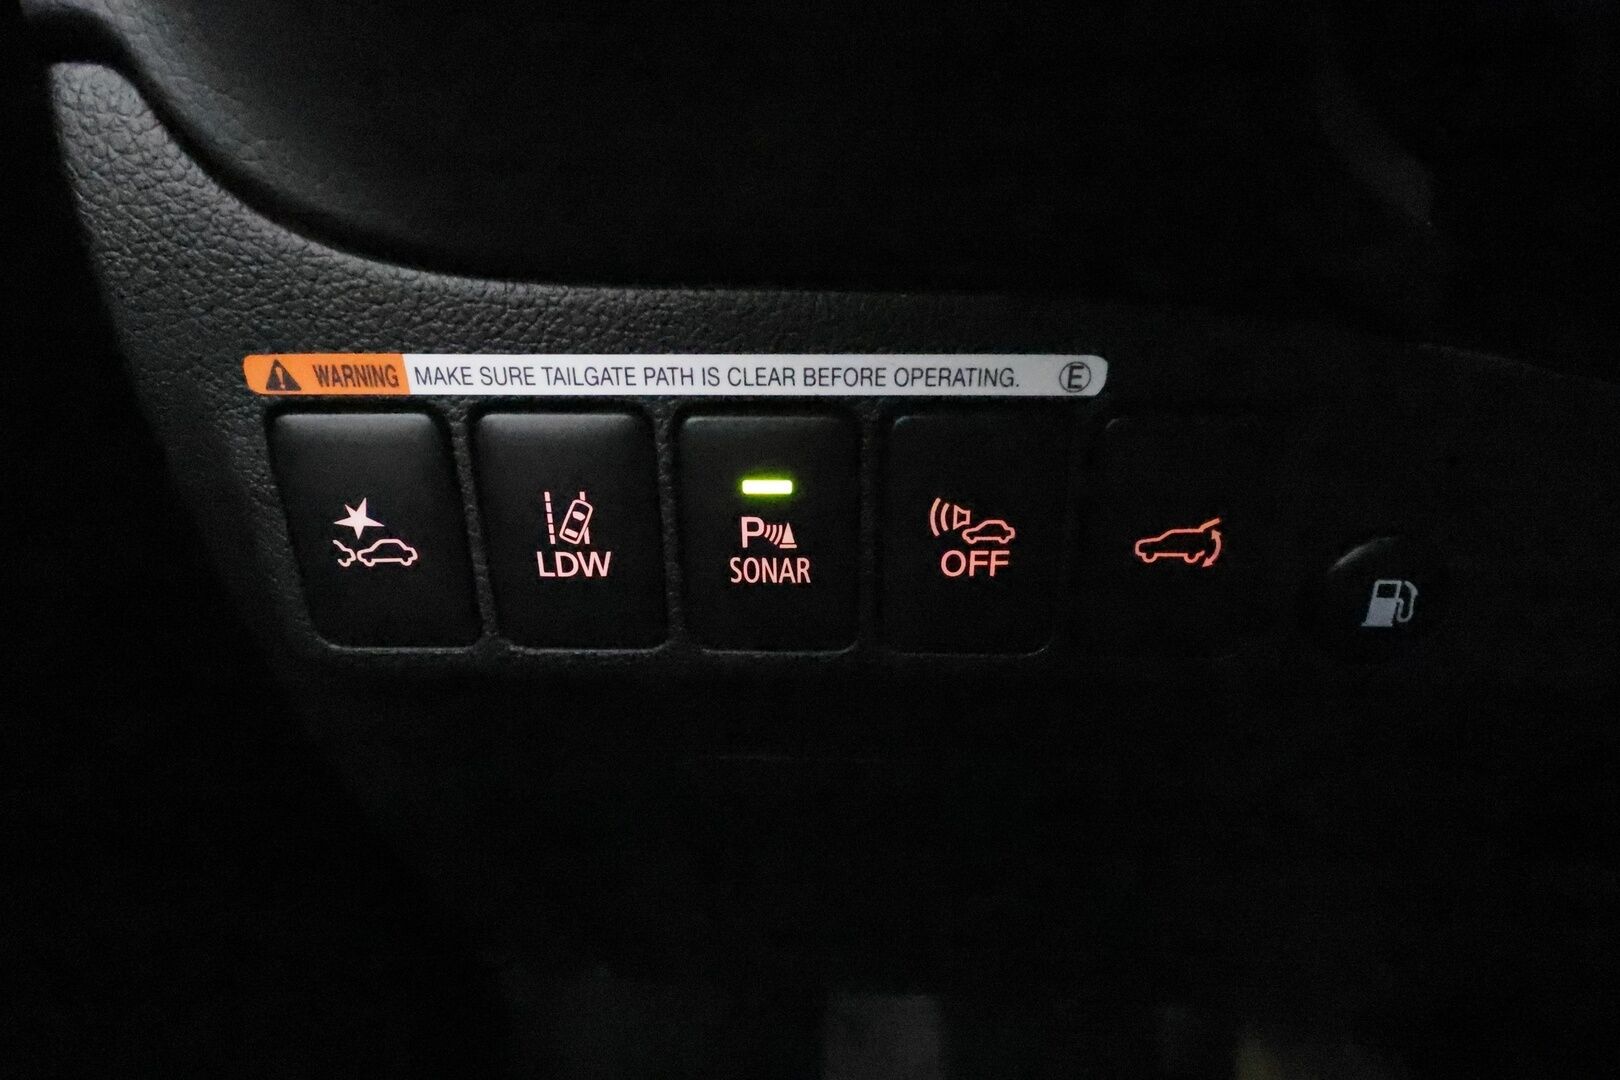 WARNING MAKE SURE TAILGATE PATH IS CLEAR BEFORE OPERATING. E
LDW
P
SONAR
OFF